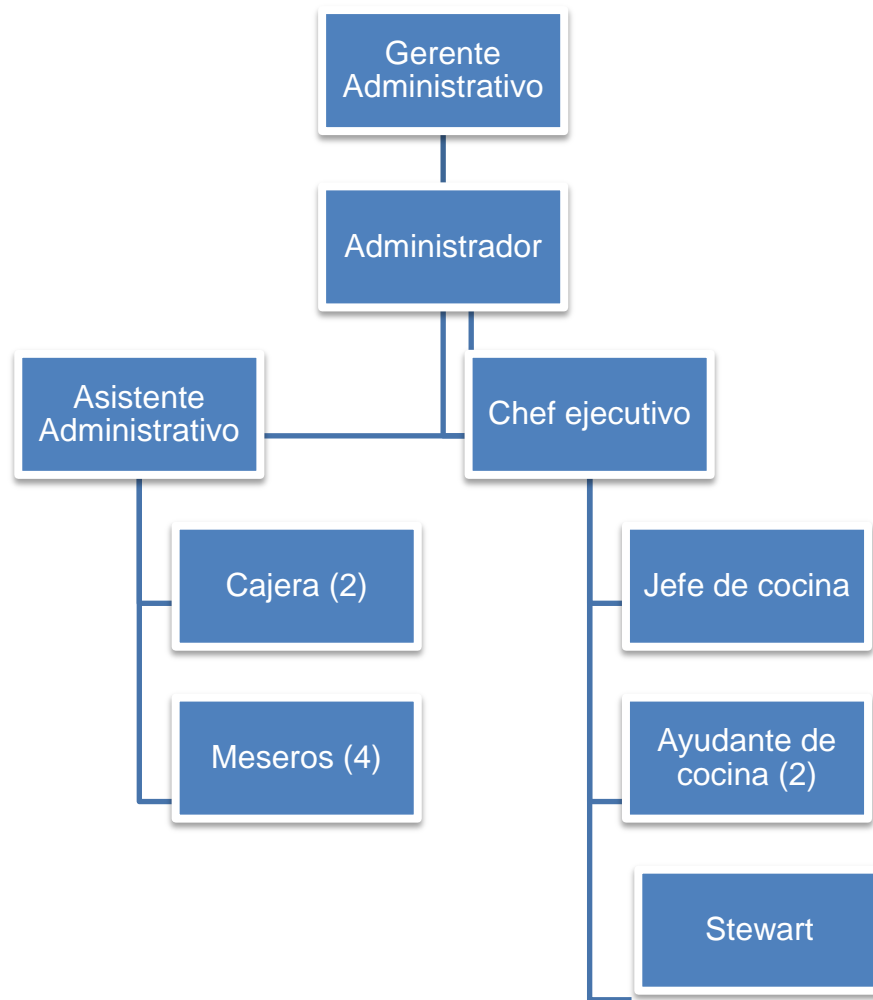 Gerente
Administrativo
Administrador
Asistente
Administrativo
Chef ejecutivo
Cajera (2)
Jefe de cocina
Meseros (4)
Ayudante de
cocina (2)
Stewart